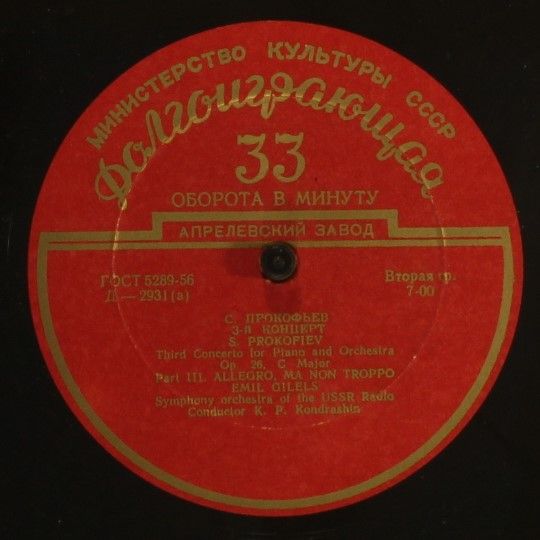 МИНИСТЕРСТВО КУЛЬТУРЫ СССР
Долгоиграющая
33
ОБОРОТА В МИНУТУ
АПРЕЛЕВСКИЙ ЗАВОД
ГОСТ 5289-56
Д—2931(а)
Вторая гр.
7-00
С. ПРОКОФЬЕВ
3-й КОНЦЕРТ
S. PROKOFIEV
Third Concerto for Piano and Orchestra
Op 26, C Major
Part III. ALLEGRO, MA NON TROPPO
EMIL GILELS
Symphony orchestra of the USSR Radio
Conductor K. P. Kondrashin